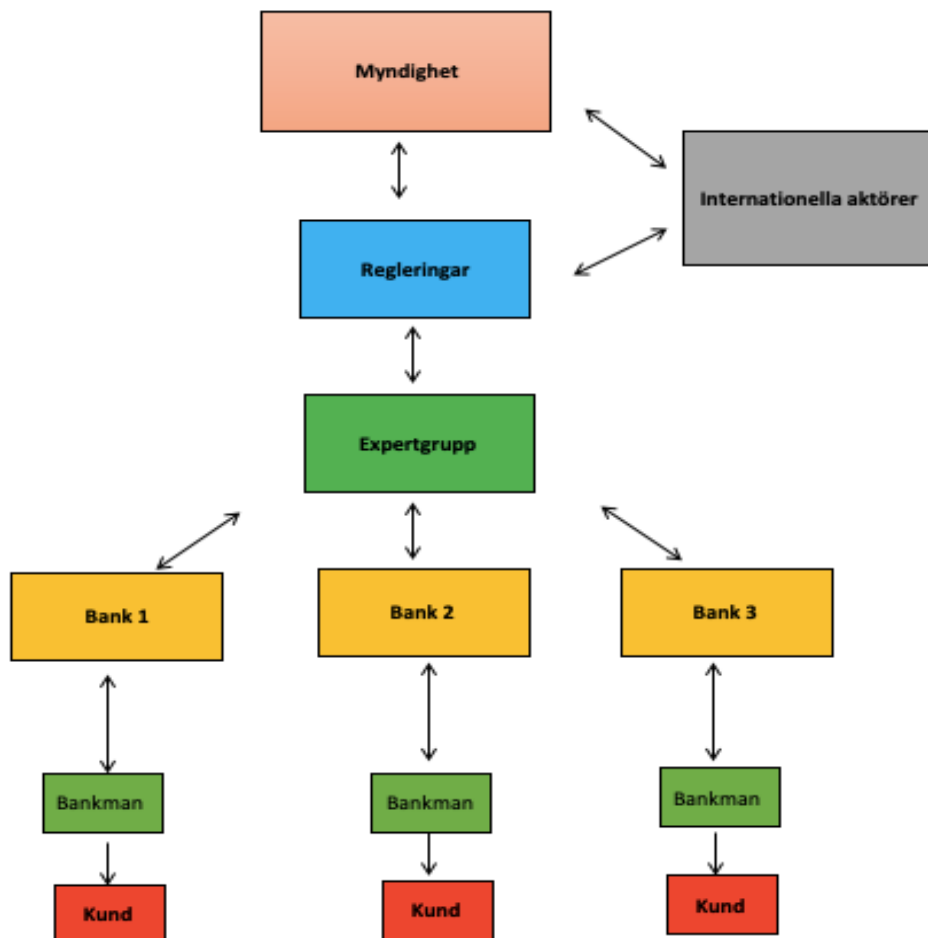 Myndighet
Internationella aktörer
Regleringar
Expertgrupp
Bank 1
Bank 2
Bank 3
Bankman
Bankman
Bankman
Kund
Kund
Kund